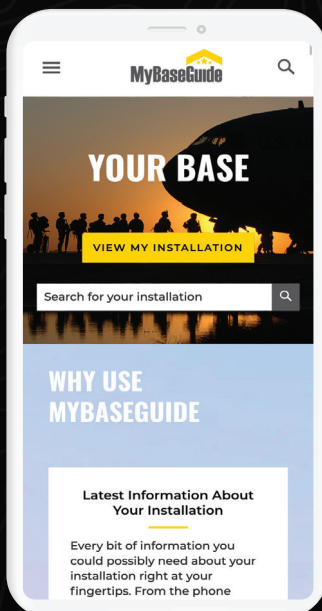 MyBaseGuide
YOUR BASE
VIEW MY INSTALLATION
Search for your installation
WHY USE
MYBASEGUIDE
Latest Information About
Your Installation
Every bit of information you
could possibly need about your
installation right at your
fingertips. From the phone